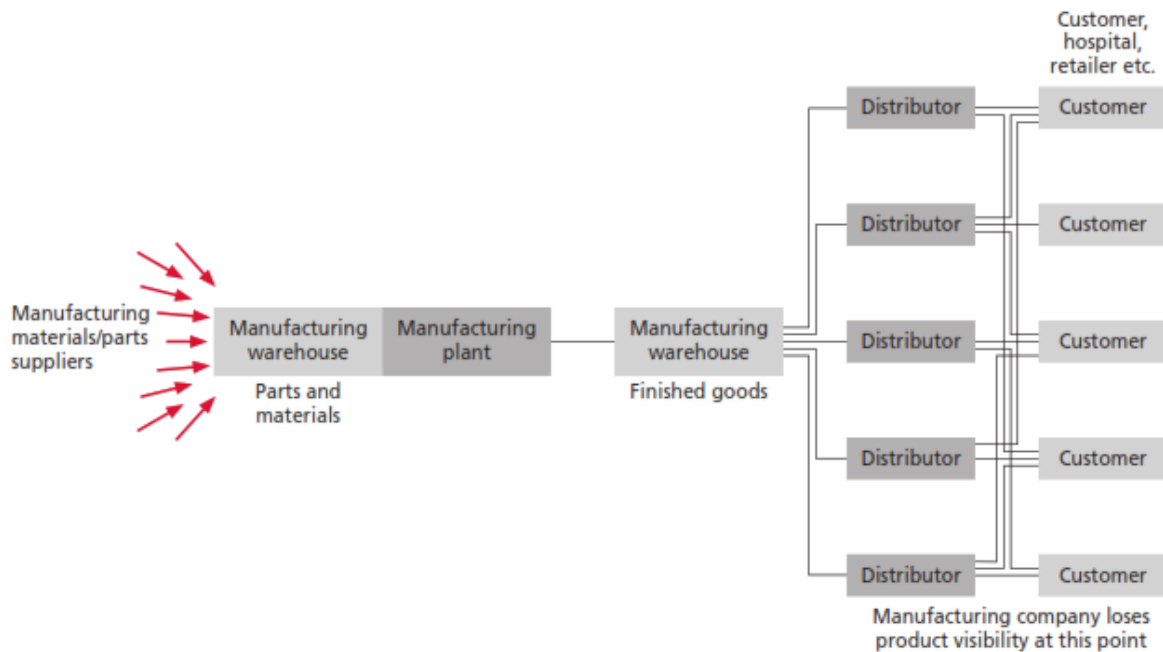 Customer,
hospital,
retailer etc.
Distributor
Customer
Distributor
Customer
Manufacturing
materials/parts
suppliers
Manufacturing
warehouse
Manufacturing
plant
Manufacturing
warehouse
Distributor
Customer
Parts and
materials
Finished goods
Distributor
Customer
Distributor
Customer
Manufacturing company loses
product visibility at this point